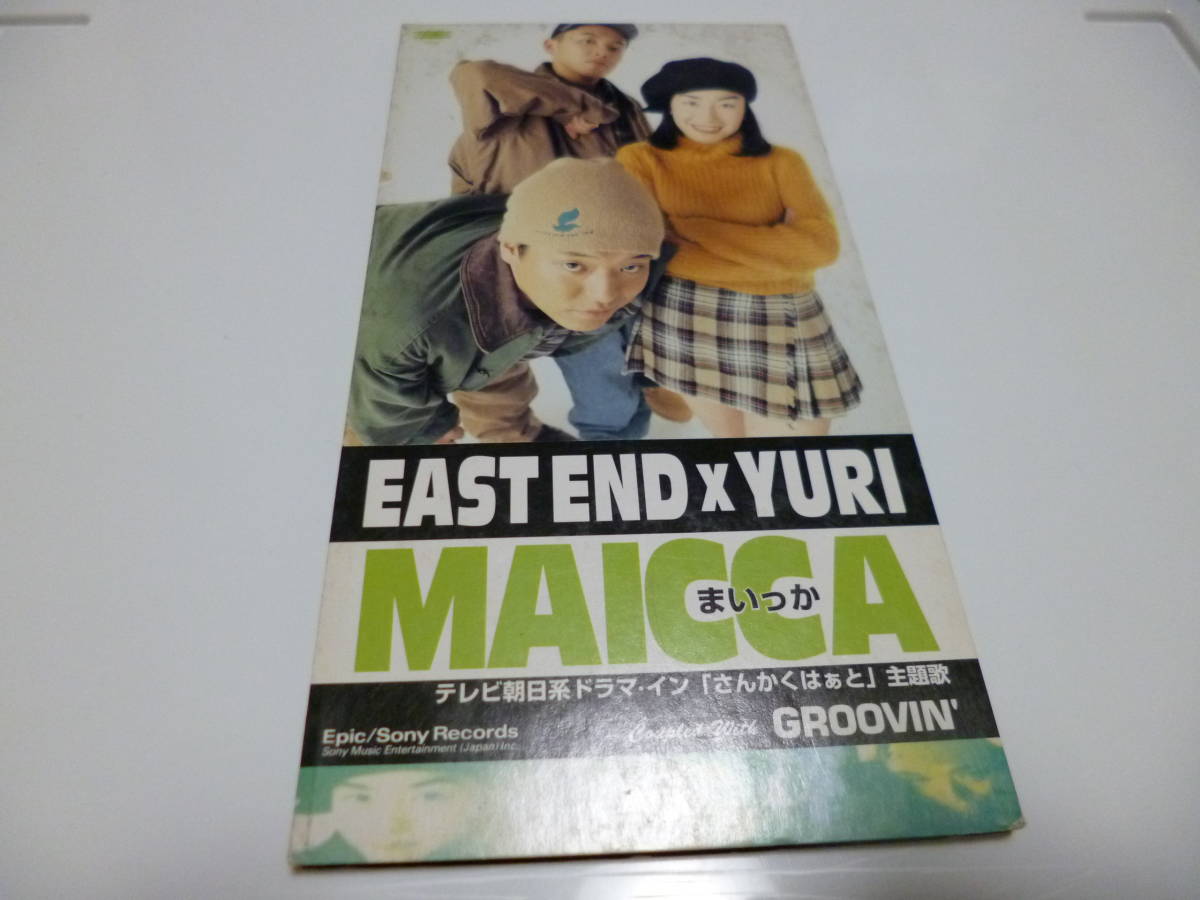 EAST END X YURI
MAICCA
まいっか
テレビ朝日系ドラマ・イン「さんかくはぁと」主題歌
Epic/Sony Records
Sony Music Entertainment (Japan) Inc.
Coupled With GROOVIN'